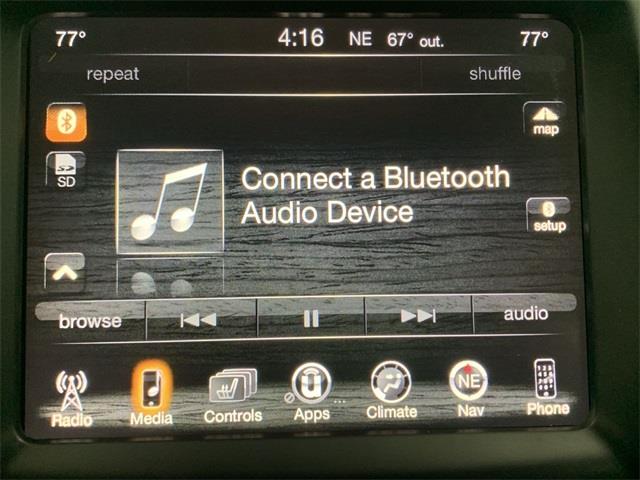 77° 4:16 NE 67° out. 77°
repeat shuffle
map
SD
Connect a Bluetooth
Audio Device
setup
browse audio
NE
Radio Media Controls Apps Climate Nav Phone